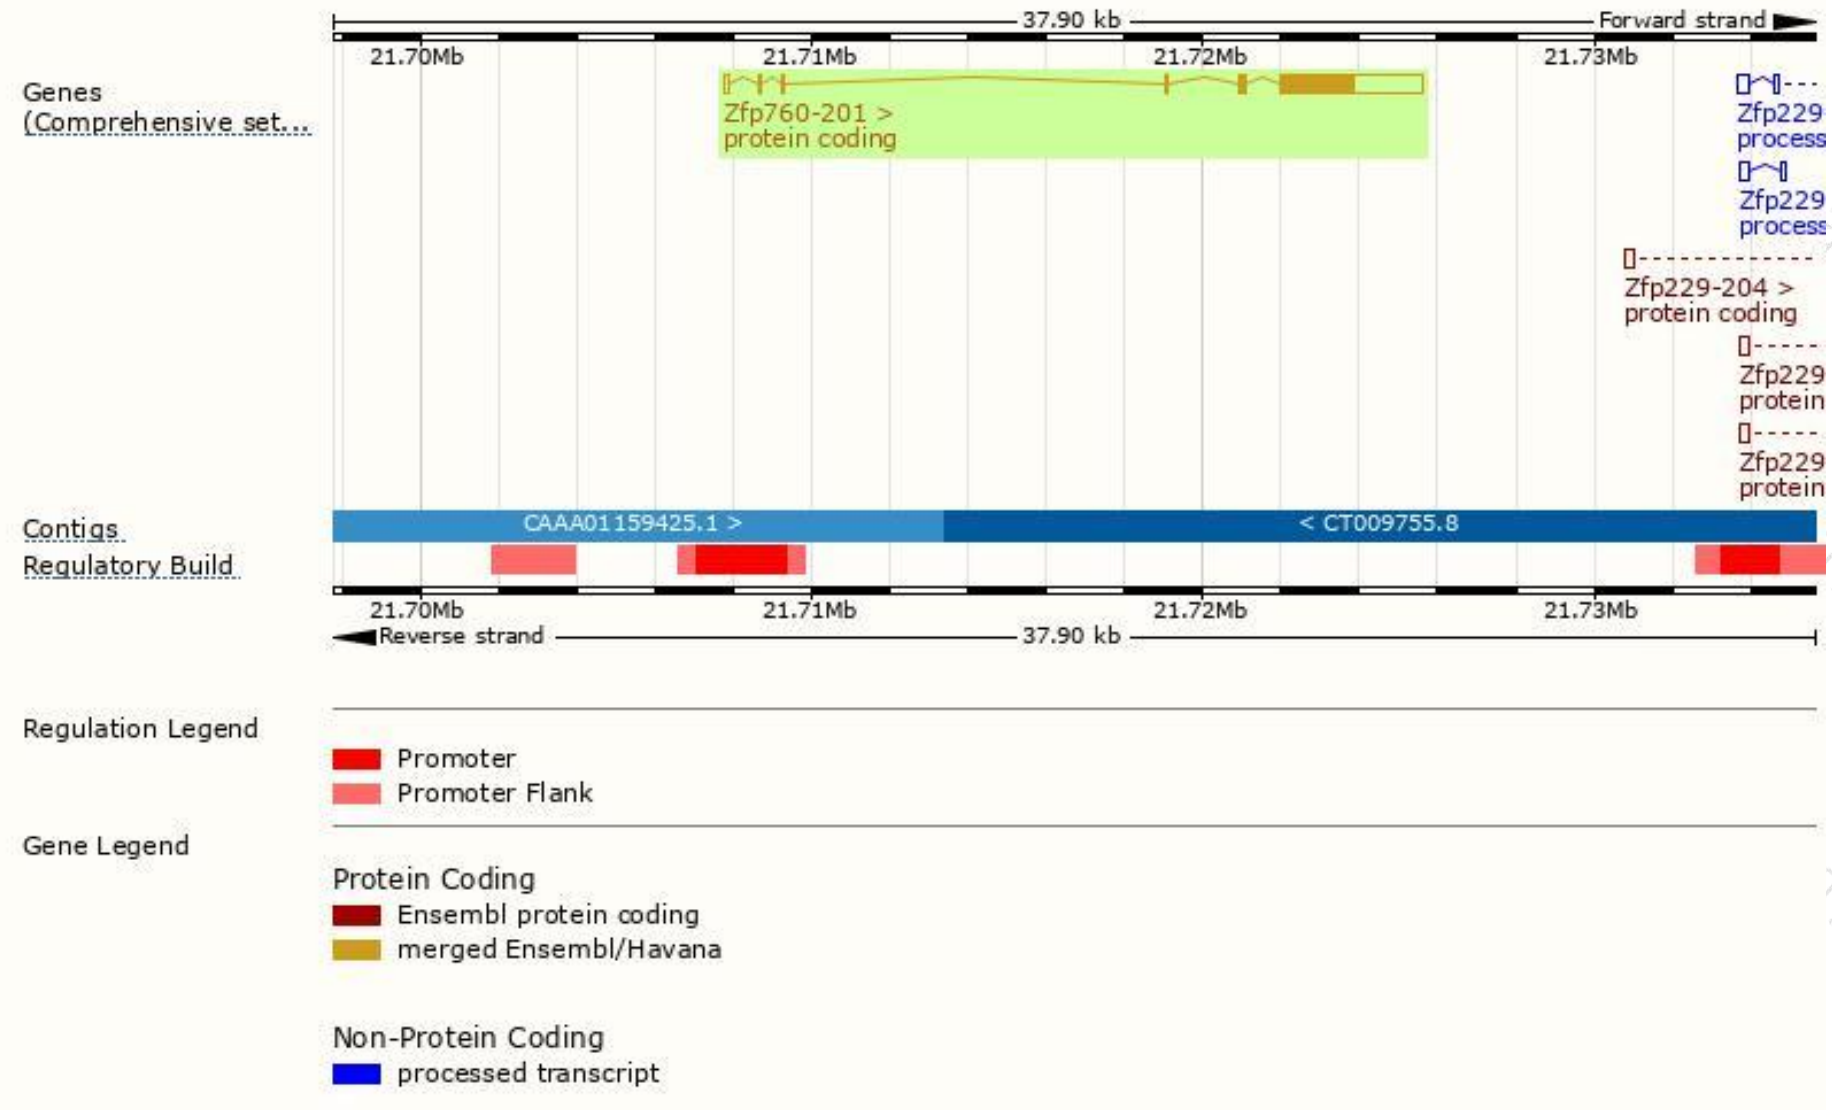 37.90 kb
Forward strand
21.70Mb 21.71Mb 21.72Mb 21.73Mb
Genes
(Comprehensive set...
Zfp760-201 >
protein coding
Zfp229
process
Zfp229
process
Zfp229-204 >
protein coding
Zfp229
protein
Zfp229
protein
Contigs
CAAA01159425.1 >
< CT009755.8
Regulatory Build
21.70Mb 21.71Mb 21.72Mb 21.73Mb
Reverse strand
37.90 kb
Regulation Legend
Promoter
Promoter Flank
Gene Legend
Protein Coding
Ensembl protein coding
merged Ensembl/Havana
Non-Protein Coding
processed transcript